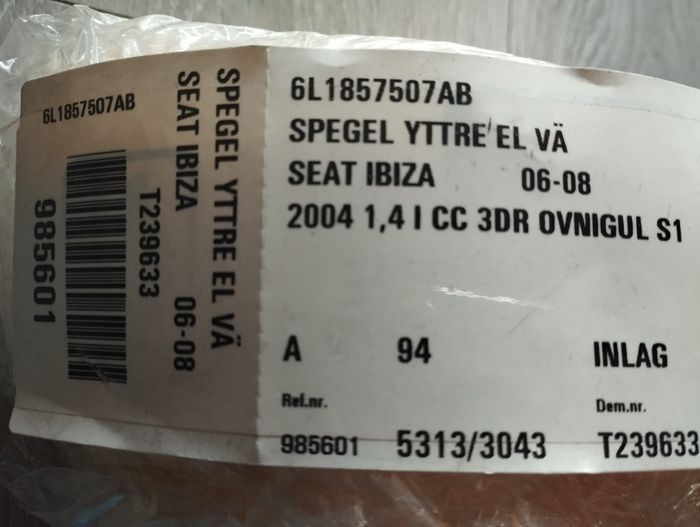 6L1857507AB
985601
T239633
SEAT IBIZA 06-08
SPEGEL YTTRE EL VÄ
6L1857507AB
SPEGEL YTTRE EL VÄ
SEAT IBIZA 06-08
2004 1,4 I CC 3DR OVNIGUL S1
A 94 INLAG
Ref.nr. Dem.nr.
985601 5313/3043 T239633